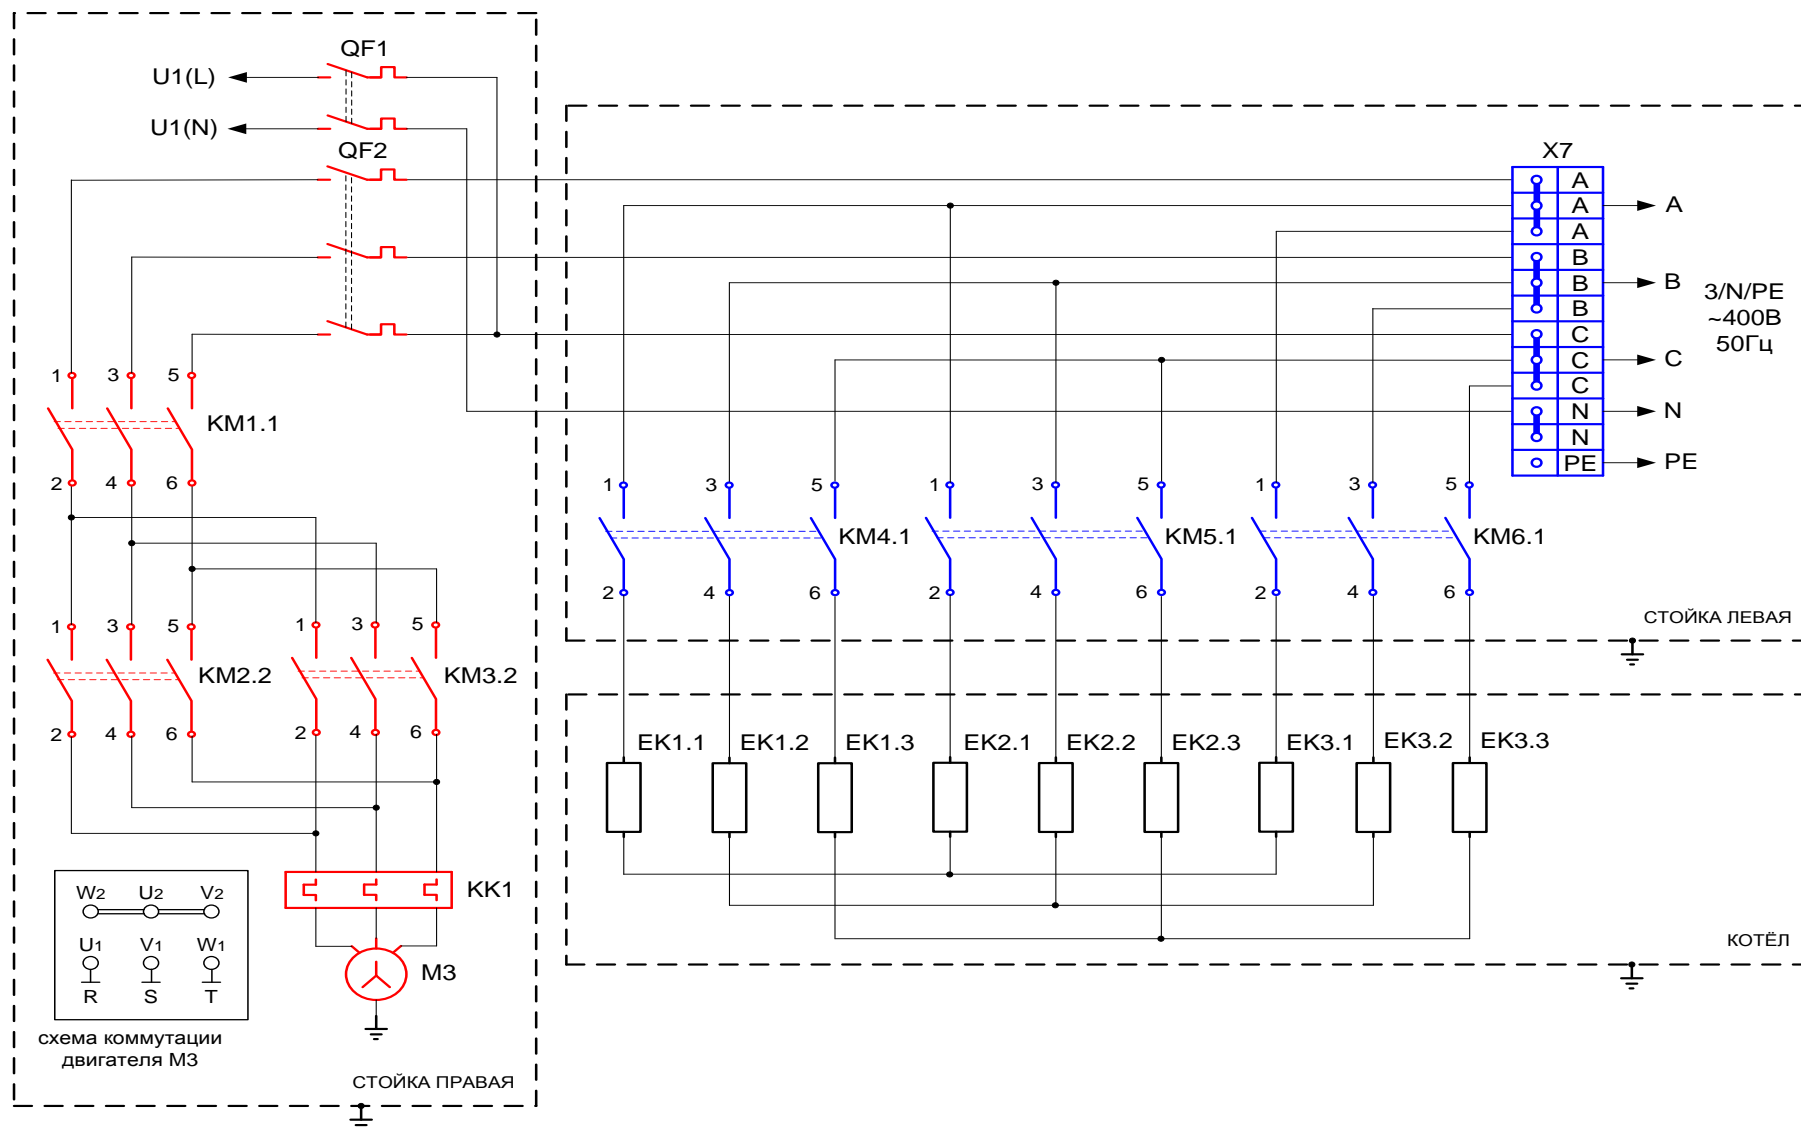 QF1
U1(L)
U1(N)
QF2
X7
A
A
A
A
B
B
B
B
3/N/PE
~400В
50Гц
C
C
C
C
N
N
N
PE
PE
1 3 5
KM1.1
2 4 6
1 3 5 1 3 5 1 3 5
KM4.1 KM5.1 KM6.1
2 4 6 2 4 6 2 4 6
СТОЙКА ЛЕВАЯ
1 3 5 1 3 5
KM2.2 KM3.2
2 4 6 2 4 6
EK1.1 EK1.2 EK1.3 EK2.1 EK2.2 EK2.3 EK3.1 EK3.2 EK3.3
KK1
W2 U2 V2
U1 V1 W1
R S T
M3
КОТЁЛ
схема коммутации
двигателя М3
СТОЙКА ПРАВАЯ